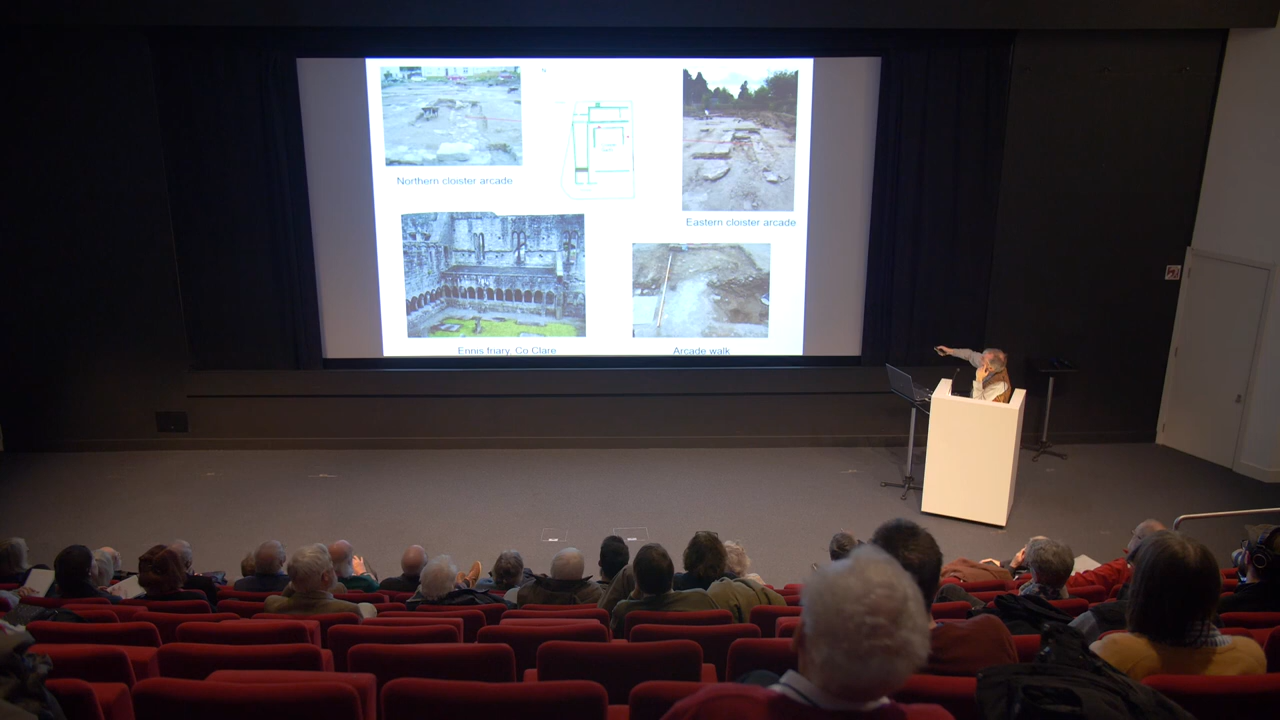 Northern cloister arcade
Eastern cloister arcade
Ennis friary, Co Clare
Arcade walk